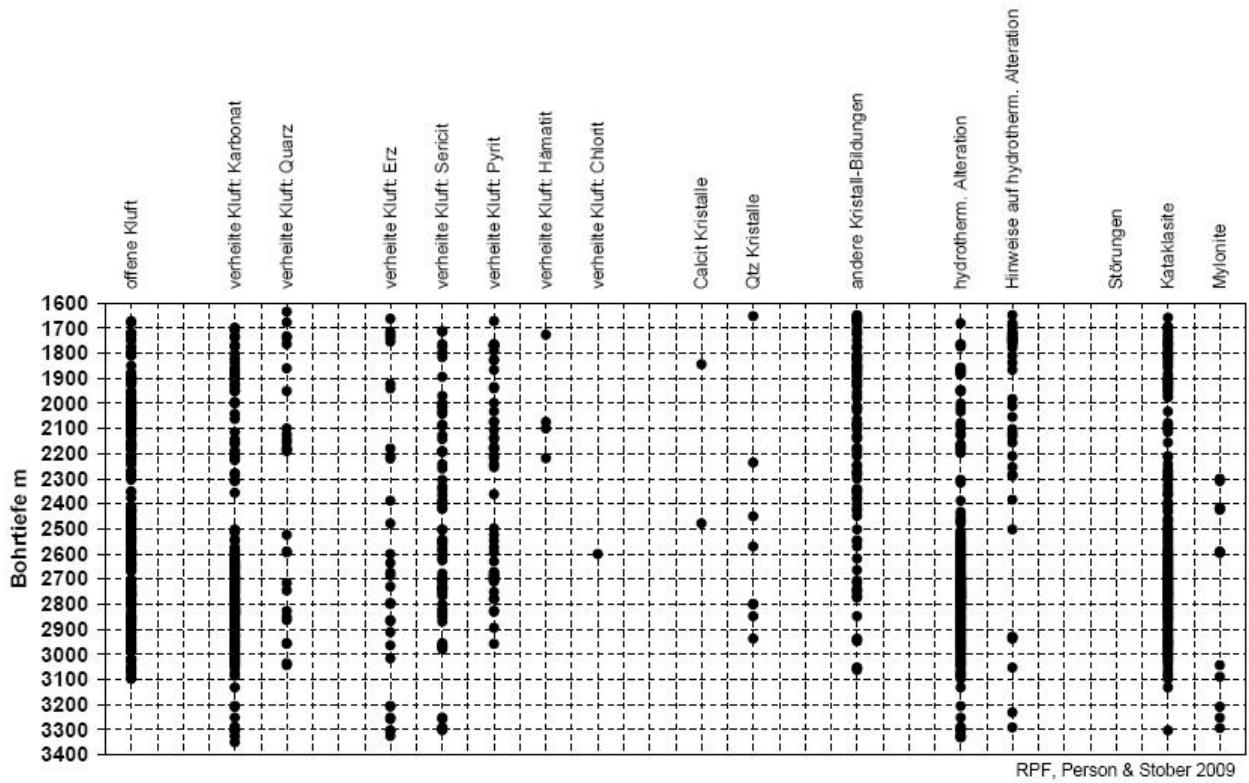 offene Kluft
verheilte Kluft: Karbonat
verheilte Kluft: Quarz
verheilte Kluft: Erz
verheilte Kluft: Sericit
verheilte Kluft: Pyrit
verheilte Kluft: Hämatit
verheilte Kluft: Chlorit
Calcit Kristalle
Qtz Kristalle
andere Kristall-Bildungen
hydrotherm. Alteration
Hinweise auf hydrotherm. Alteration
Störungen
Kataklasite
Mylonite
Bohrtiefe m
1600
1700
1800
1900
2000
2100
2200
2300
2400
2500
2600
2700
2800
2900
3000
3100
3200
3300
3400
RPF, Person & Stober 2009